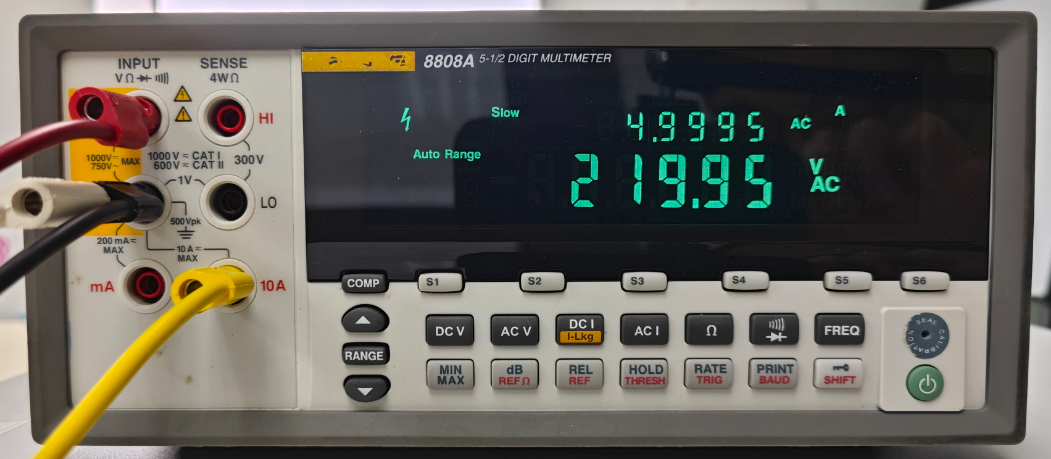 INPUT
VΩ
SENSE
4WΩ
HI
1000V⎓ MAX
750V~
1000V ≂ CAT I
600V ≂ CAT II
300V
1V
LO
500Vpk
200 mA≂
MAX
10A≂
MAX
mA
10A
8808A 5-1/2 DIGIT MULTIMETER
Slow
4.9995 AC A
Auto Range
219.95 V
AC
COMP
S1 S2 S3 S4 S5 S6
RANGE
DC V
AC V
DC I
I-Lkg
AC I
Ω
FREQ
MIN
MAX
dB
REF Ω
REL
REF
HOLD
THRESH
RATE
TRIG
PRINT
BAUD
SHIFT
CALIBRATION SEAL